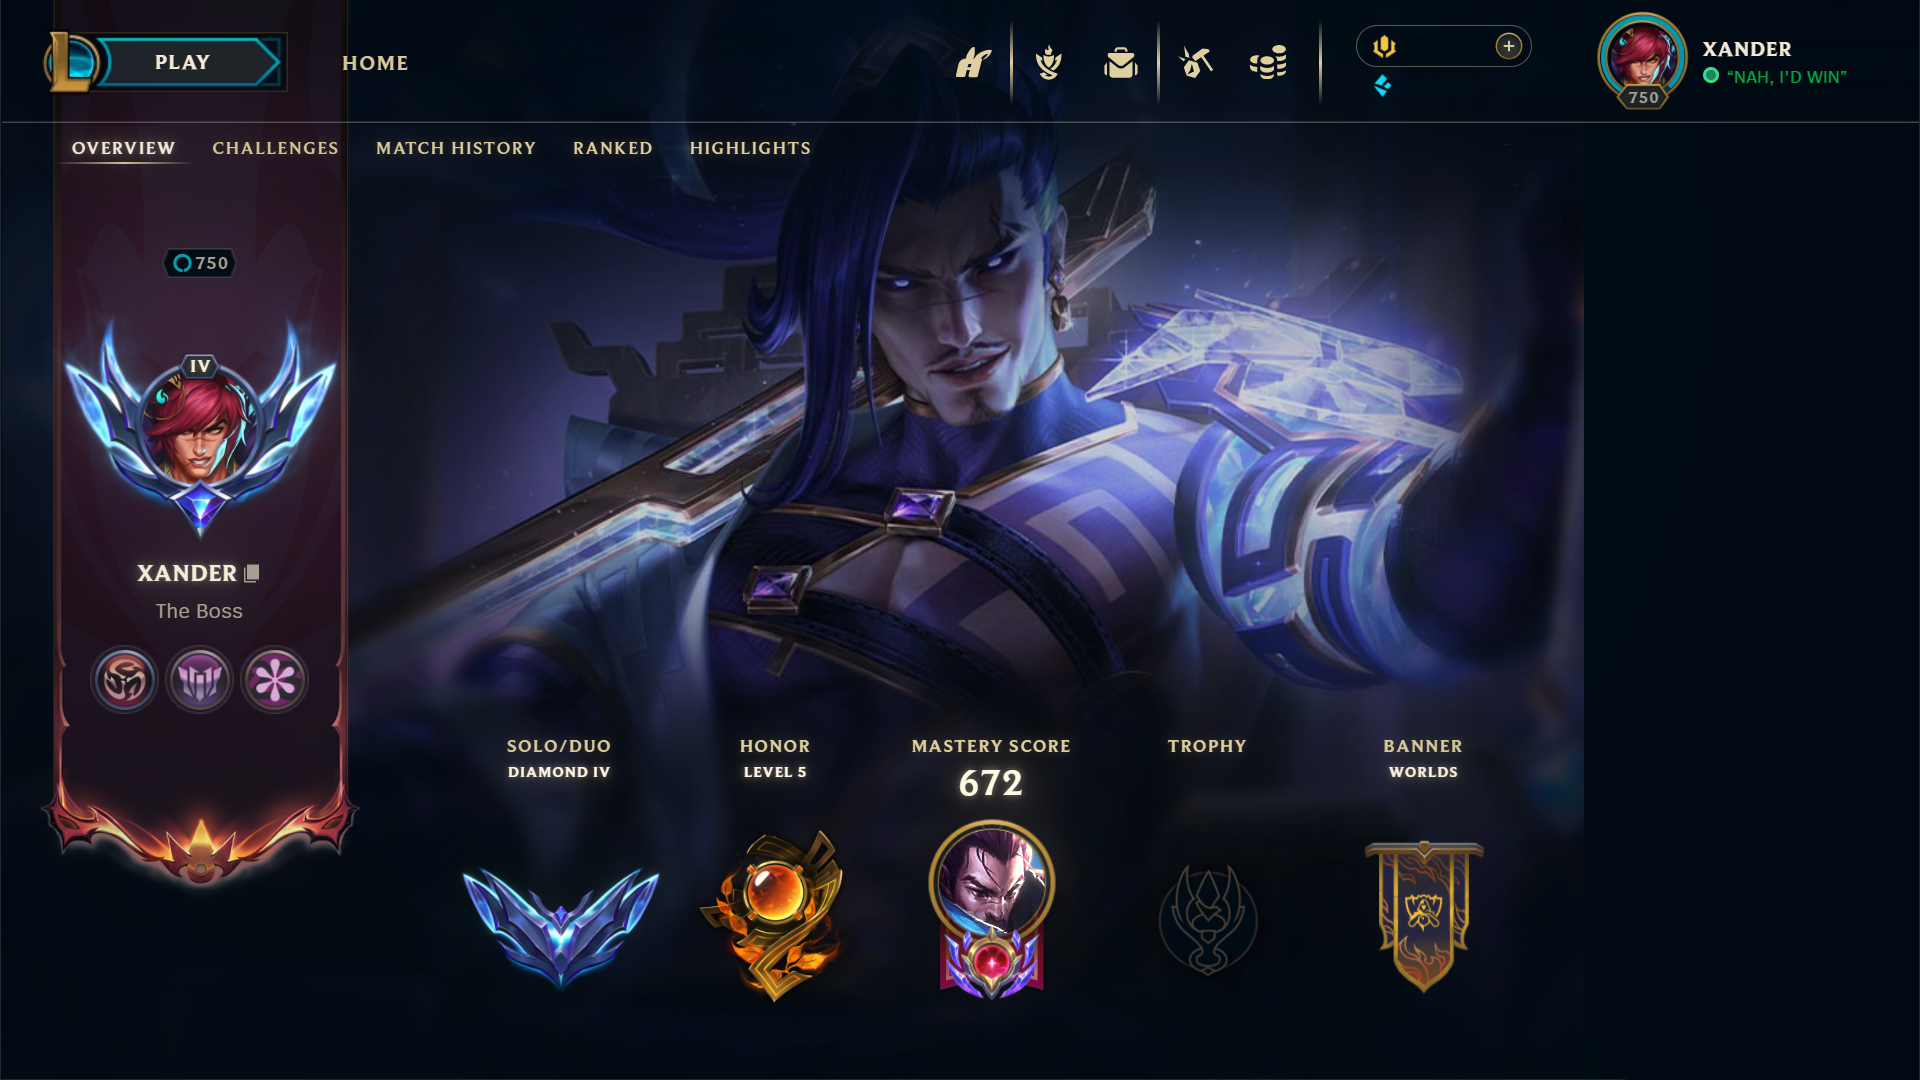 PLAY
HOME
XANDER
“NAH, I'D WIN”
750
OVERVIEW
CHALLENGES
MATCH HISTORY
RANKED
HIGHLIGHTS
750
IV
XANDER
The Boss
SOLO/DUO
DIAMOND IV
HONOR
LEVEL 5
MASTERY SCORE
672
TROPHY
BANNER
WORLDS